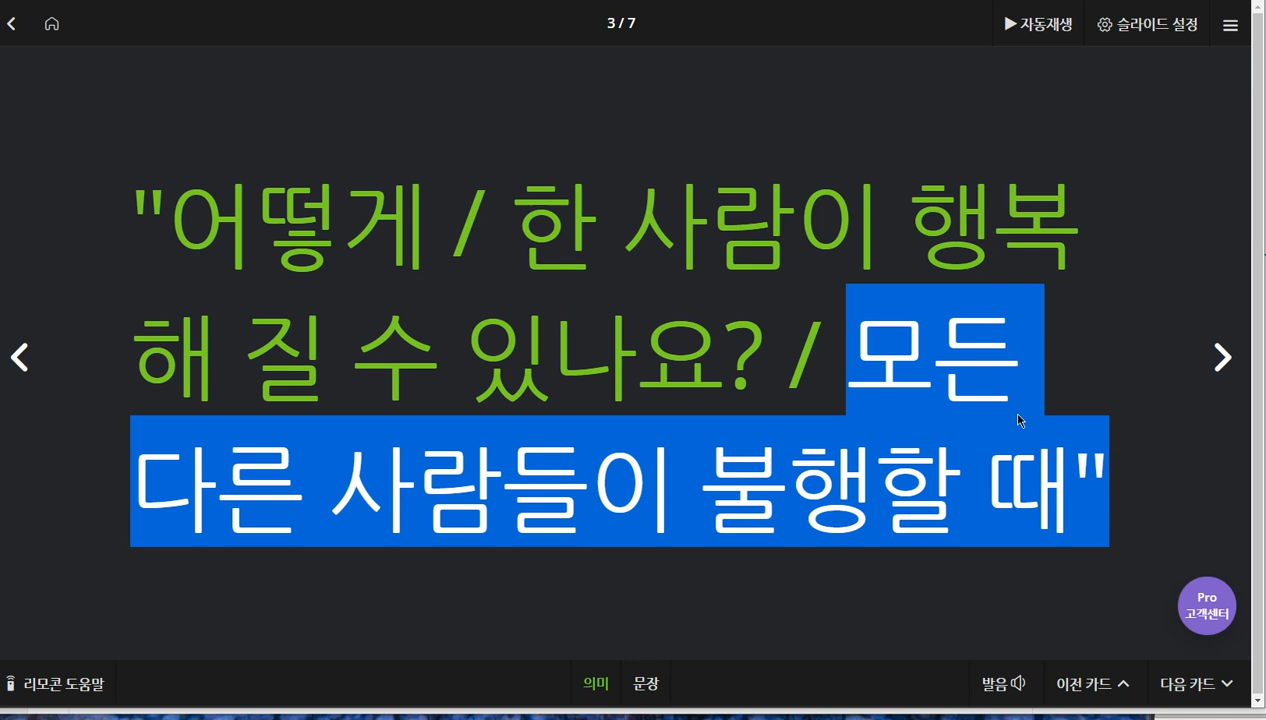 3 / 7
자동재생
슬라이드 설정
"어떻게 / 한 사람이 행복
해 질 수 있나요? / 모든
다른 사람들이 불행할 때"
Pro
고객센터
리모콘 도움말
의미
문장
발음
이전 카드
다음 카드